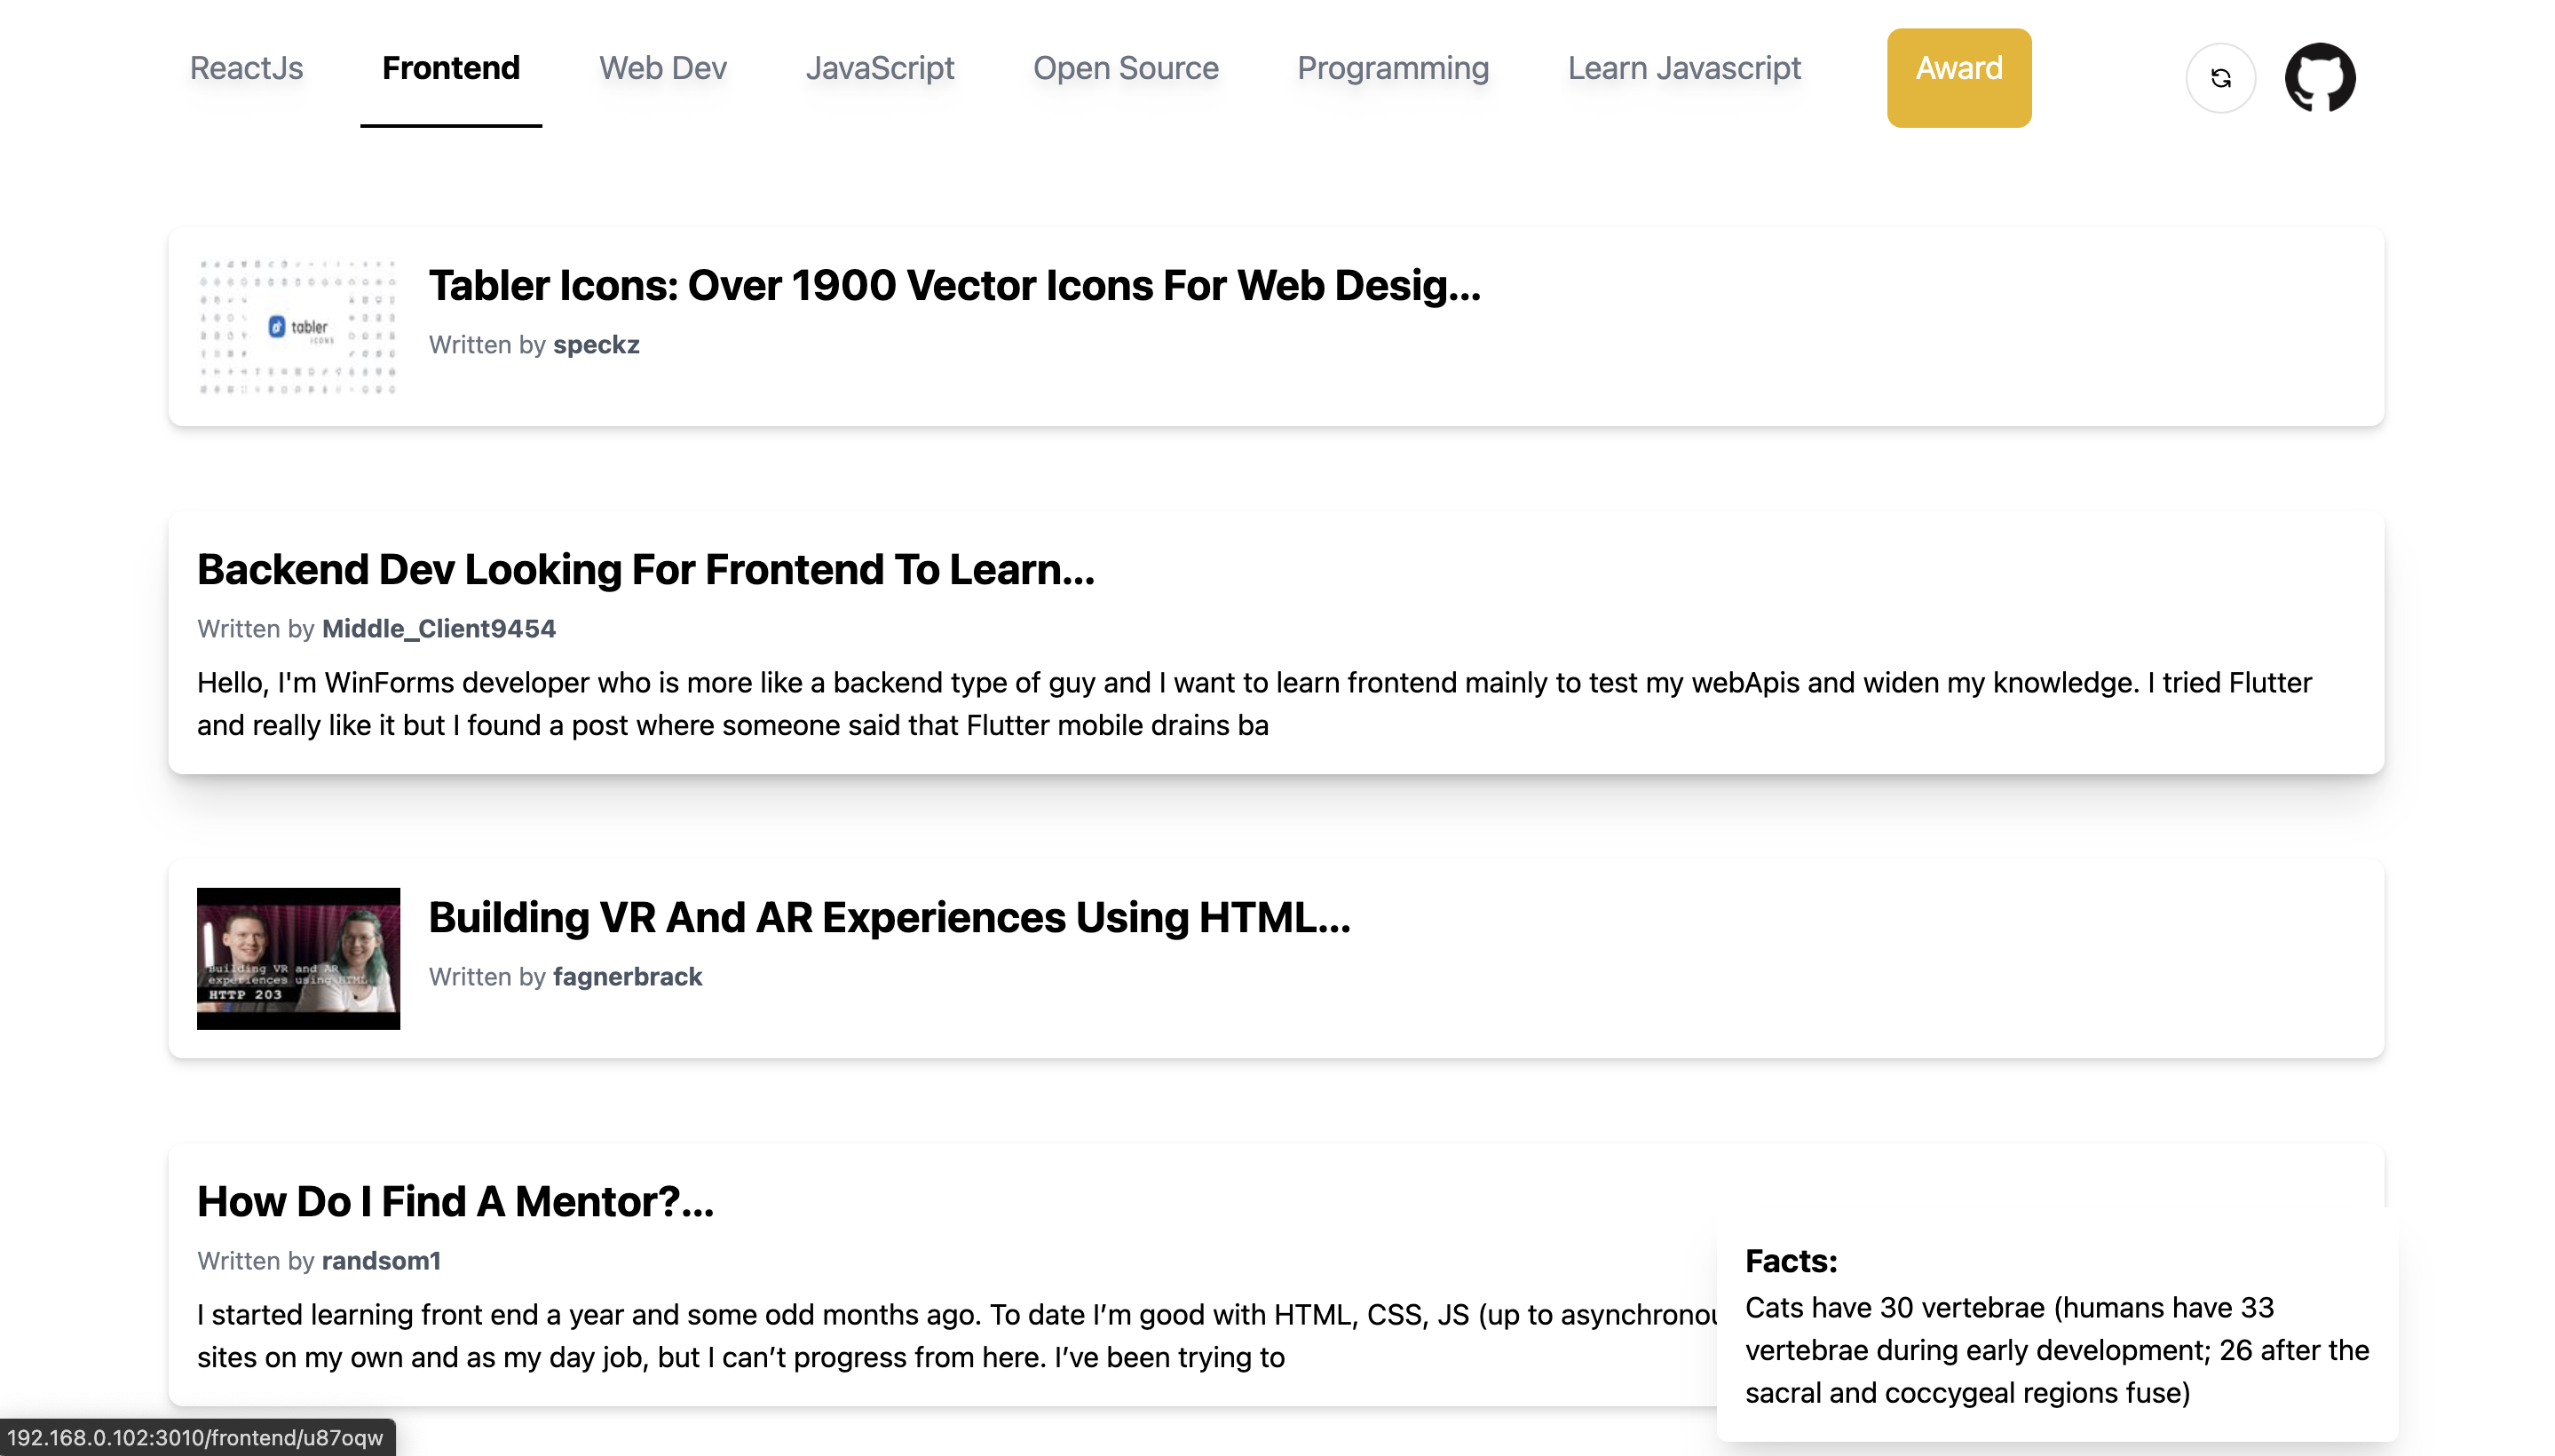 ReactJs Frontend Web Dev JavaScript Open Source Programming Learn Javascript Award
tabler
ICONS
Tabler Icons: Over 1900 Vector Icons For Web Desig...
Written by speckz
Backend Dev Looking For Frontend To Learn...
Written by Middle_Client9454
Hello, I'm WinForms developer who is more like a backend type of guy and I want to learn frontend mainly to test my webApis and widen my knowledge. I tried Flutter
and really like it but I found a post where someone said that Flutter mobile drains ba
Building VR and AR
experiences using HTML
HTTP 203
Building VR And AR Experiences Using HTML...
Written by fagnerbrack
How Do I Find A Mentor?...
Written by randsom1
I started learning front end a year and some odd months ago. To date I’m good with HTML, CSS, JS (up to asynchronou
sites on my own and as my day job, but I can’t progress from here. I’ve been trying to
Facts:
Cats have 30 vertebrae (humans have 33
vertebrae during early development; 26 after the
sacral and coccygeal regions fuse)
192.168.0.102:3010/frontend/u87oqw